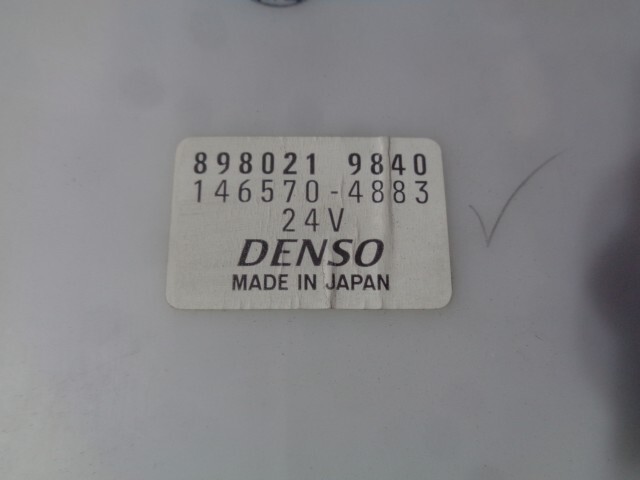 898021 9840
146570-4883
24V
DENSO
MADE IN JAPAN